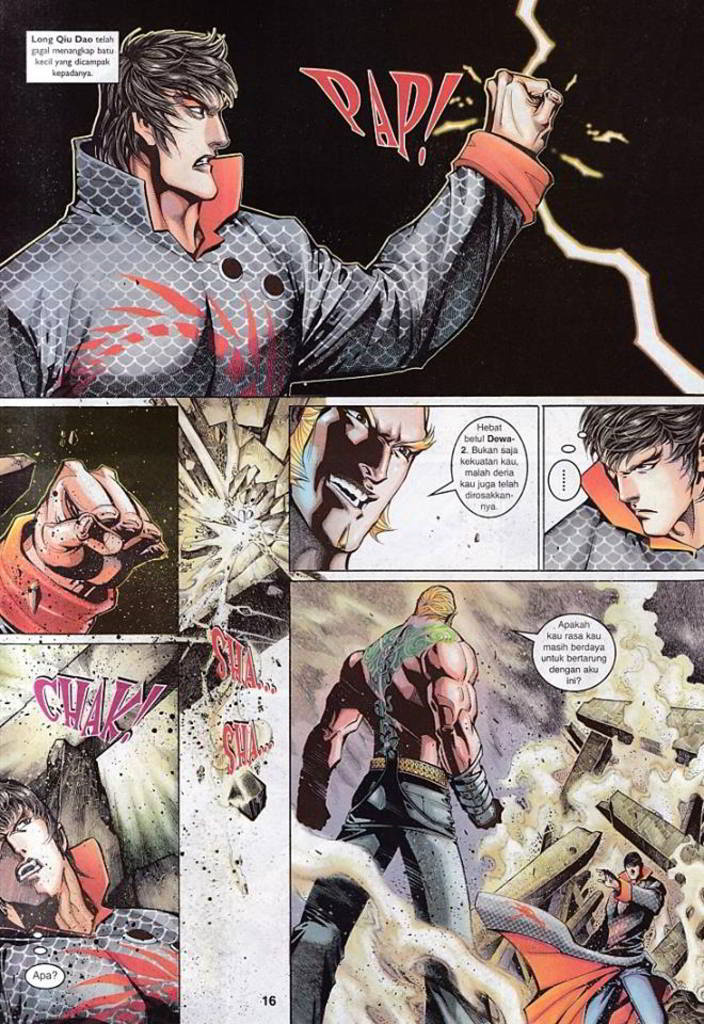 Long Qiu Dao telah
gagal menangkap batu
kecil yang dicampak
kepadanya.
PAP!
Hebat
betul Dewa-
2. Bukan saja
kekuatan kau,
malah deria
kau juga telah
dirosakkan-
nya.
......
CHAK!
Apa?
SHA...
SHA...
Apakah
kau rasa kau
masih berdaya
untuk bertarung
dengan aku
ini?
16